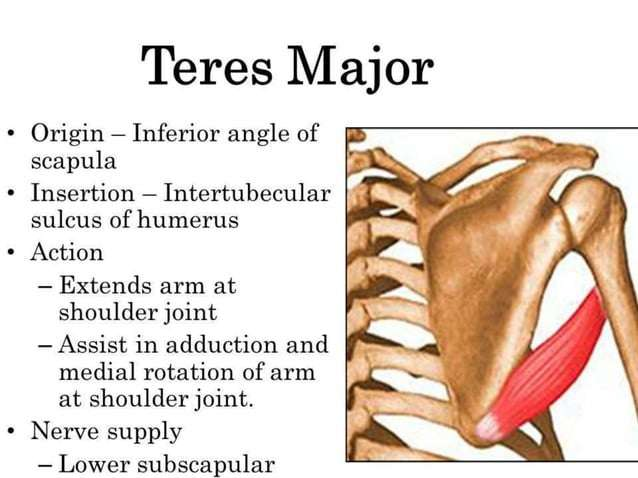 Teres Major
• Origin – Inferior angle of
scapula
• Insertion – Intertubecular
sulcus of humerus
• Action
– Extends arm at
shoulder joint
– Assist in adduction and
medial rotation of arm
at shoulder joint.
• Nerve supply
– Lower subscapular